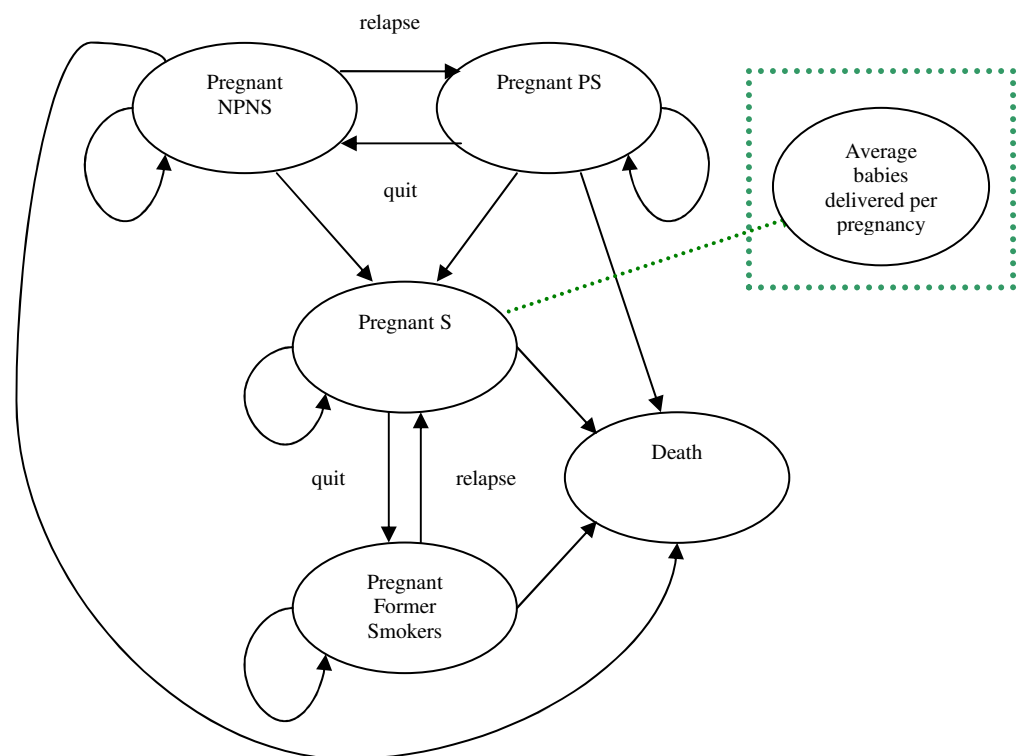 relapse
Pregnant
NPNS
Pregnant PS
Average
babies
delivered per
pregnancy
quit
Pregnant S
Death
quit
relapse
Pregnant
Former
Smokers